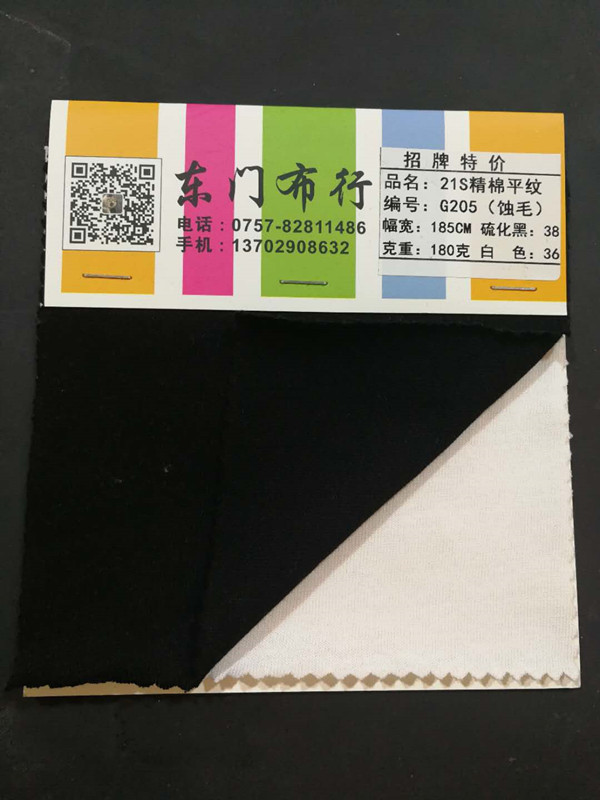 东门布行
电话：0757-82811486
手机：13702908632
招牌特价
品名：21S精棉平纹
编号：G205（蚀毛）
幅宽：185CM 硫化黑：38
克重：180克 白 色：36